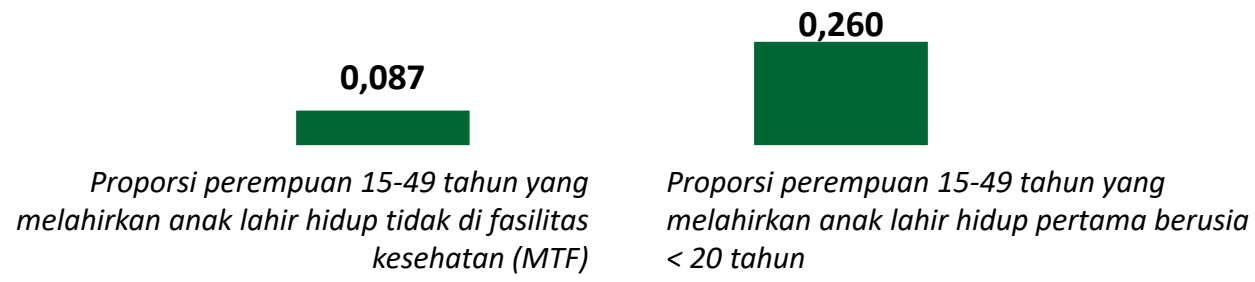 0,087
Proporsi perempuan 15-49 tahun yang
melahirkan anak lahir hidup tidak di fasilitas
kesehatan (MTF)
0,260
Proporsi perempuan 15-49 tahun yang
melahirkan anak lahir hidup pertama berusia
< 20 tahun